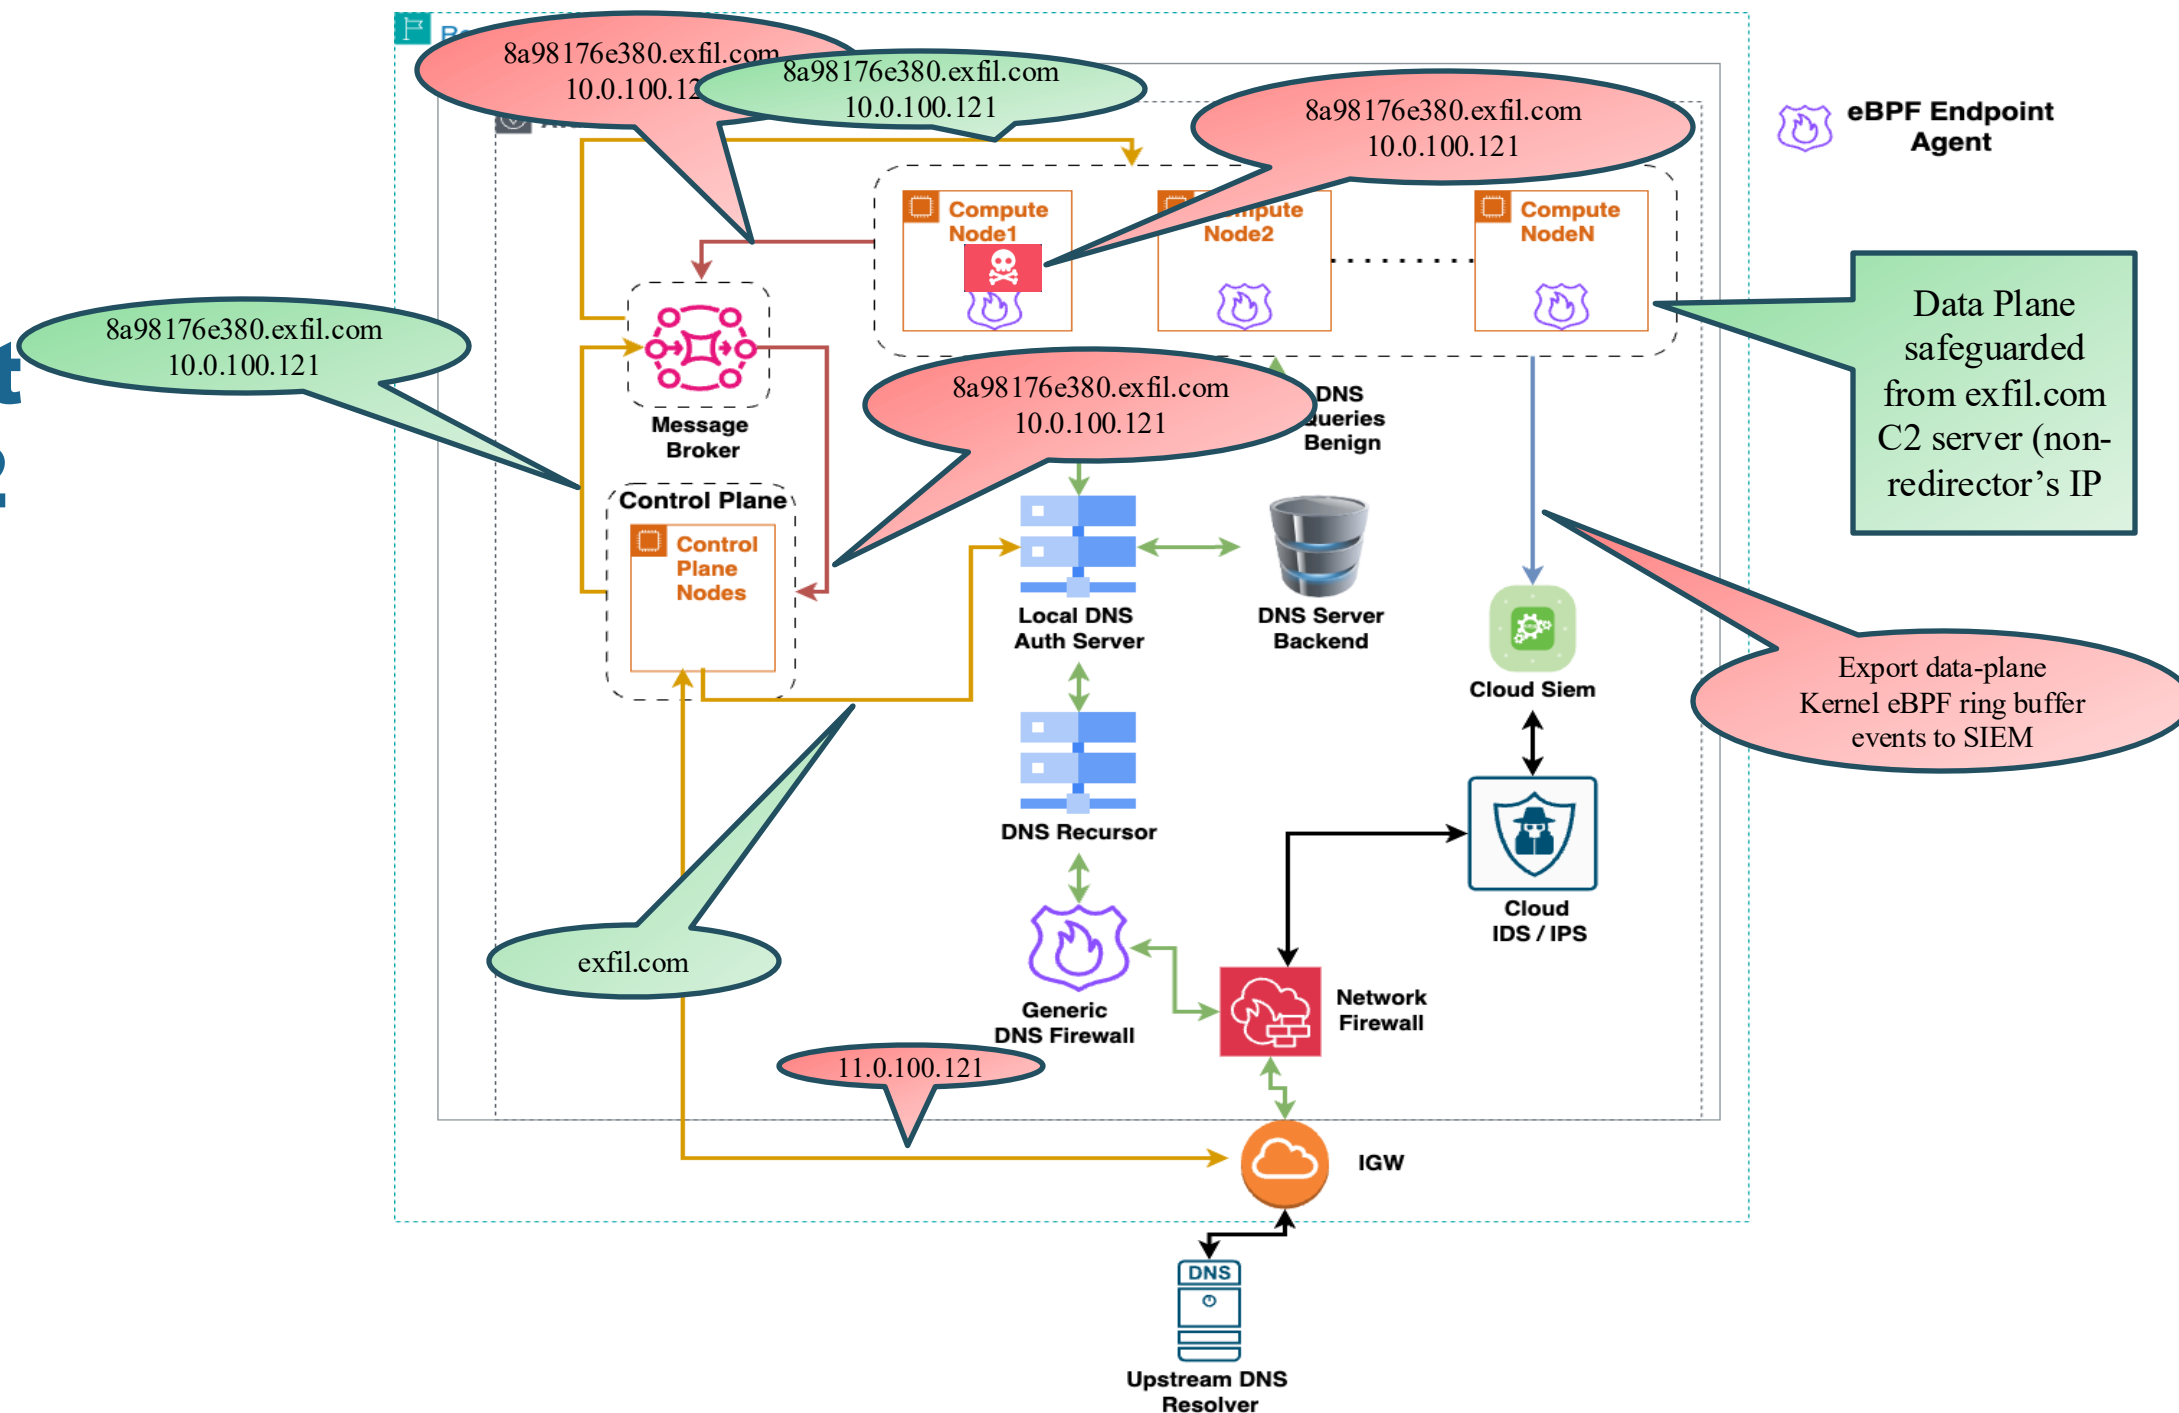 8a98176e380.exfil.com
10.0.100.12
8a98176e380.exfil.com
10.0.100.121
8a98176e380.exfil.com
10.0.100.121
eBPF Endpoint
Agent
Compute
Node1
Node2
Compute
NodeN
Data Plane
safeguarded
from exfil.com
C2 server (non-
redirector’s IP
8a98176e380.exfil.com
10.0.100.121
t
2
Message
Broker
8a98176e380.exfil.com
10.0.100.121
DNS
Benign
Control Plane
Control
Plane
Nodes
Local DNS
Auth Server
DNS Server
Backend
Cloud Siem
Export data-plane
Kernel eBPF ring buffer
events to SIEM
DNS Recursor
Cloud
IDS / IPS
exfil.com
Generic
DNS Firewall
Network
Firewall
11.0.100.121
IGW
DNS
Upstream DNS
Resolver